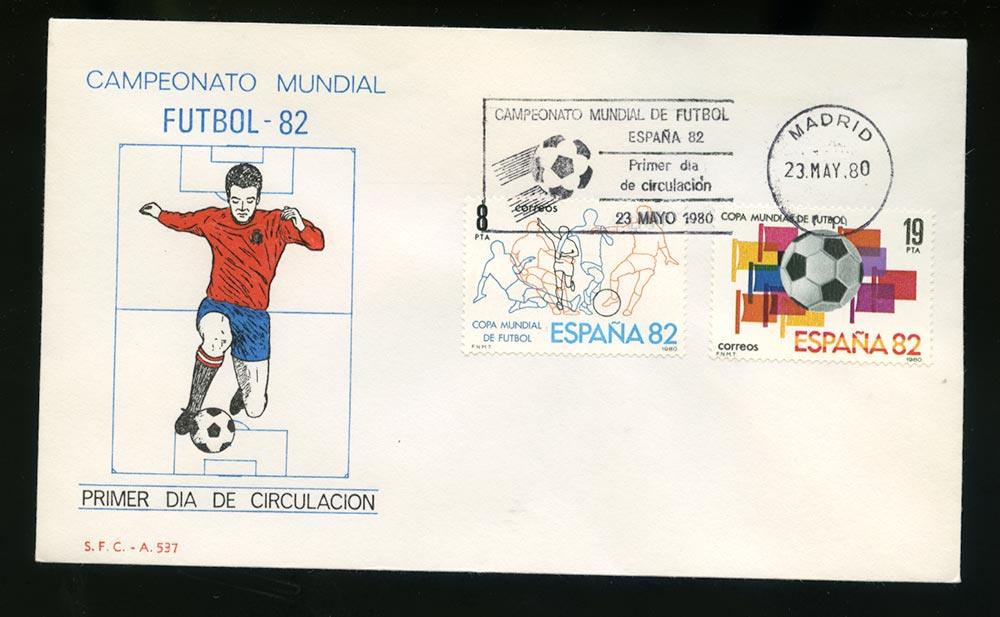 CAMPEONATO MUNDIAL
FUTBOL - 82
PRIMER DIA DE CIRCULACION
S. F. C. - A. 537
CAMPEONATO MUNDIAL DE FUTBOL
ESPAÑA 82
Primer dia
de circulación
23 MAYO 1980
MADRID
23.MAY.80
8
PTA
correos
COPA MUNDIAL
DE FUTBOL
ESPAÑA 82
F.N.M.T.
1980
COPA MUNDIAL DE FUTBOL
19
PTA
correos
ESPAÑA 82
F.N.M.T.
1980